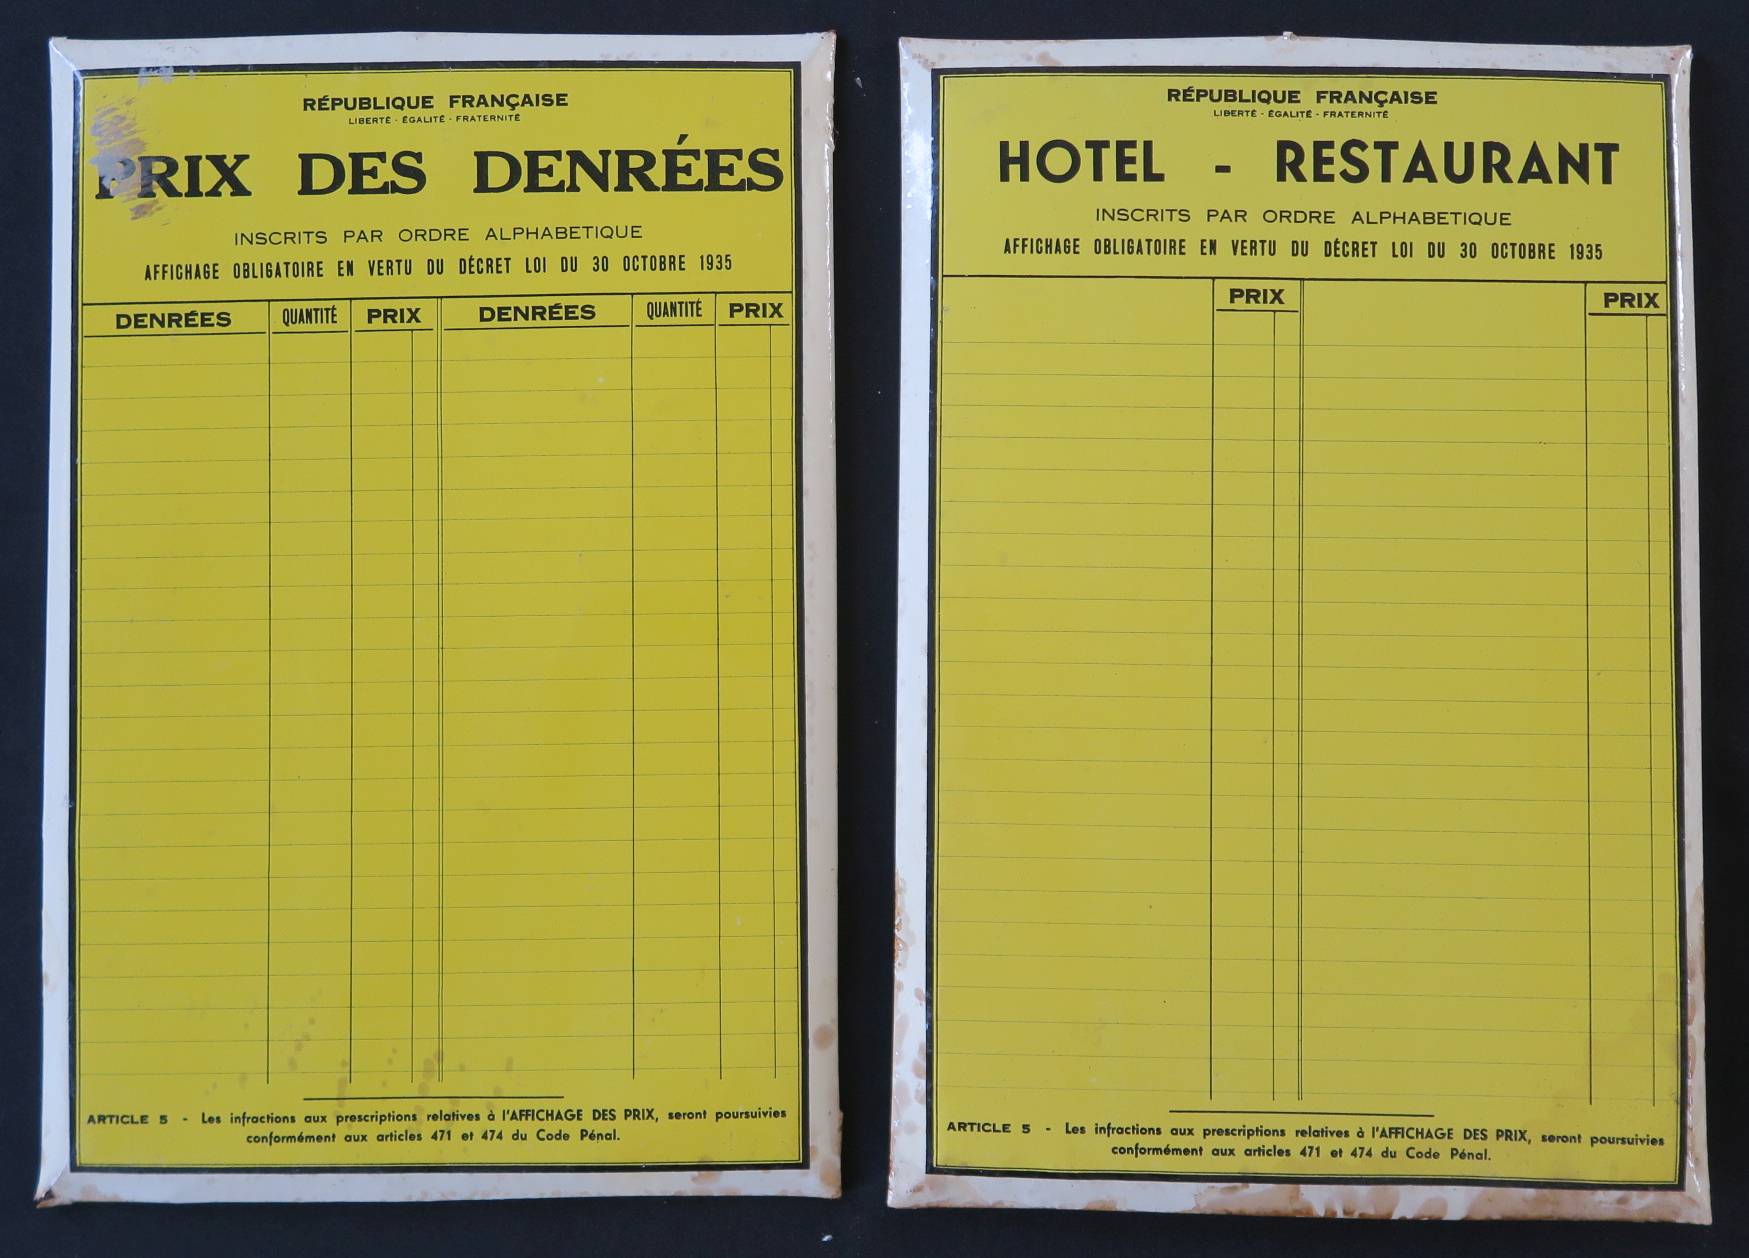 RÉPUBLIQUE FRANÇAISE
LIBERTÉ - ÉGALITÉ - FRATERNITÉ
PRIX DES DENRÉES
INSCRITS PAR ORDRE ALPHABETIQUE
AFFICHAGE OBLIGATOIRE EN VERTU DU DÉCRET LOI DU 30 OCTOBRE 1935
DENRÉES QUANTITÉ PRIX DENRÉES QUANTITÉ PRIX
ARTICLE 5 - Les infractions aux prescriptions relatives à l'AFFICHAGE DES PRIX, seront poursuivies
conformément aux articles 471 et 474 du Code Pénal.
RÉPUBLIQUE FRANÇAISE
LIBERTÉ - ÉGALITÉ - FRATERNITÉ
HOTEL - RESTAURANT
INSCRITS PAR ORDRE ALPHABETIQUE
AFFICHAGE OBLIGATOIRE EN VERTU DU DÉCRET LOI DU 30 OCTOBRE 1935
PRIX PRIX
ARTICLE 5 - Les infractions aux prescriptions relatives à l'AFFICHAGE DES PRIX, seront poursuivies
conformément aux articles 471 et 474 du Code Pénal.